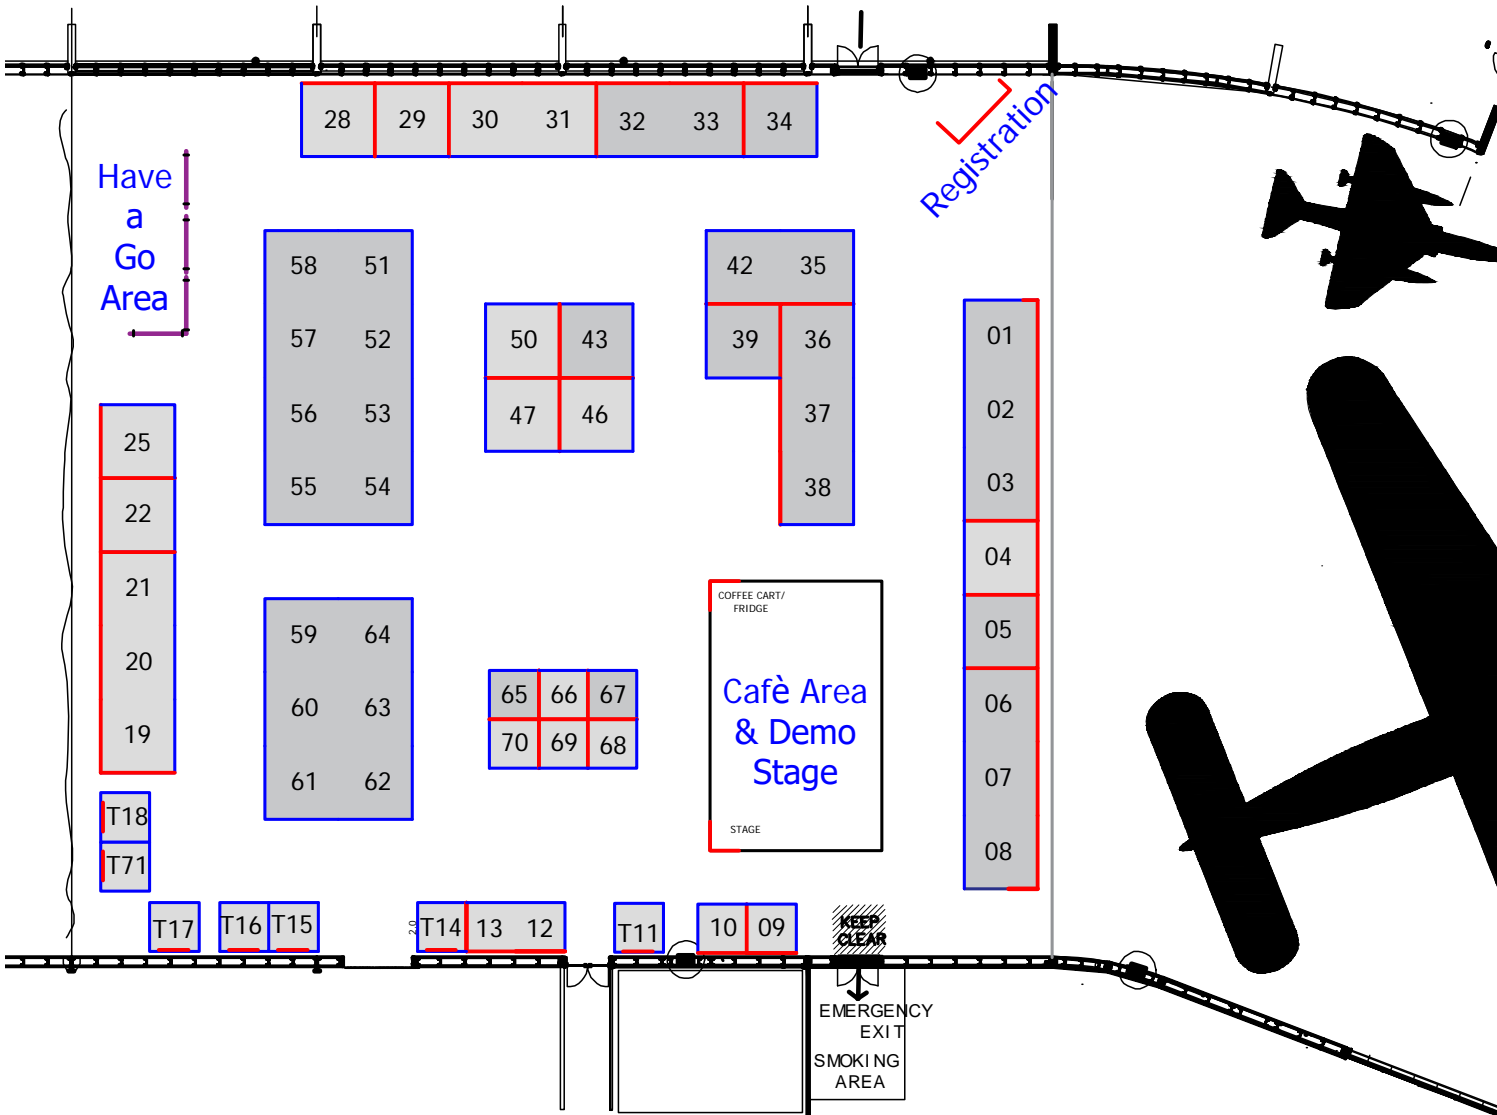 28 29 30 31 32 33 34
Registration
Have
a
Go
Area
58 51
57 52
56 53
55 54
50 43
47 46
42 35
39 36
37
38
01
02
03
04
05
06
07
08
25
22
21
20
19
59 64
60 63
61 62
65 66 67
70 69 68
COFFEE CART/
FRIDGE
Cafè Area
& Demo
Stage
STAGE
T18
T71
T17
T16 T15
2.0
T14 13 12
T11
10 09
KEEP
CLEAR
EMERGENCY
EXIT
SMOKING
AREA